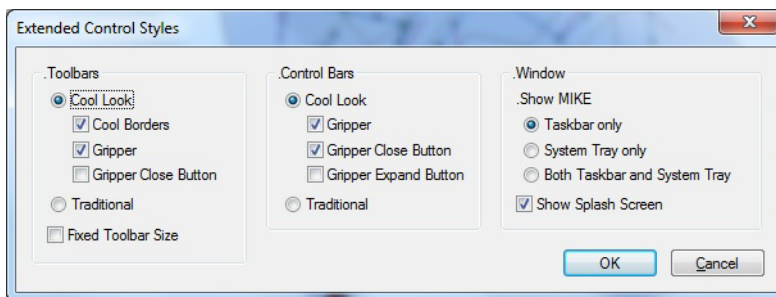 Extended Control Styles
.Toolbars
Cool Look
Cool Borders
Gripper
Gripper Close Button
Traditional
Fixed Toolbar Size
.Control Bars
Cool Look
Gripper
Gripper Close Button
Gripper Expand Button
Traditional
.Window
.Show MIKE
Taskbar only
System Tray only
Both Taskbar and System Tray
Show Splash Screen
OK
Cancel